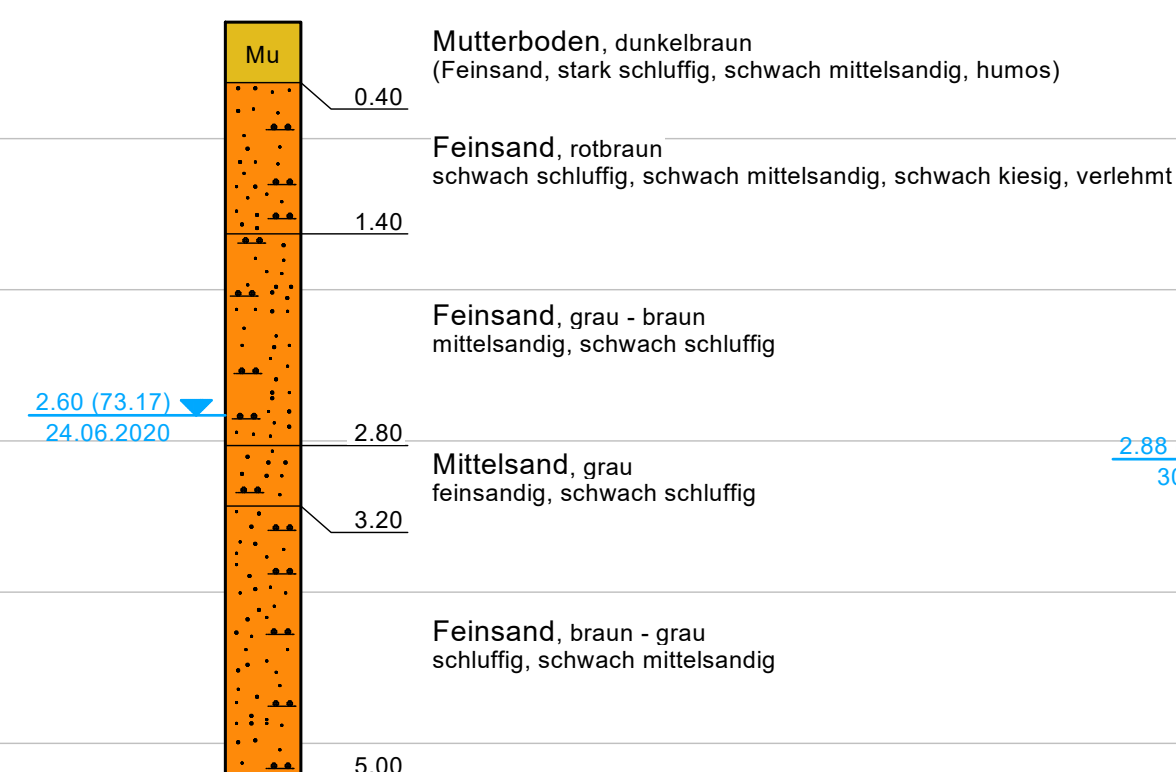 Mu
Mutterboden, dunkelbraun
(Feinsand, stark schluffig, schwach mittelsandig, humos)
0.40
Feinsand, rotbraun
schwach schluffig, schwach mittelsandig, schwach kiesig, verlehmt
1.40
Feinsand, grau - braun
mittelsandig, schwach schluffig
2.60 (73.17)
24.06.2020
2.80
Mittelsand, grau
feinsandig, schwach schluffig
2.88
30
3.20
Feinsand, braun - grau
schluffig, schwach mittelsandig
5.00